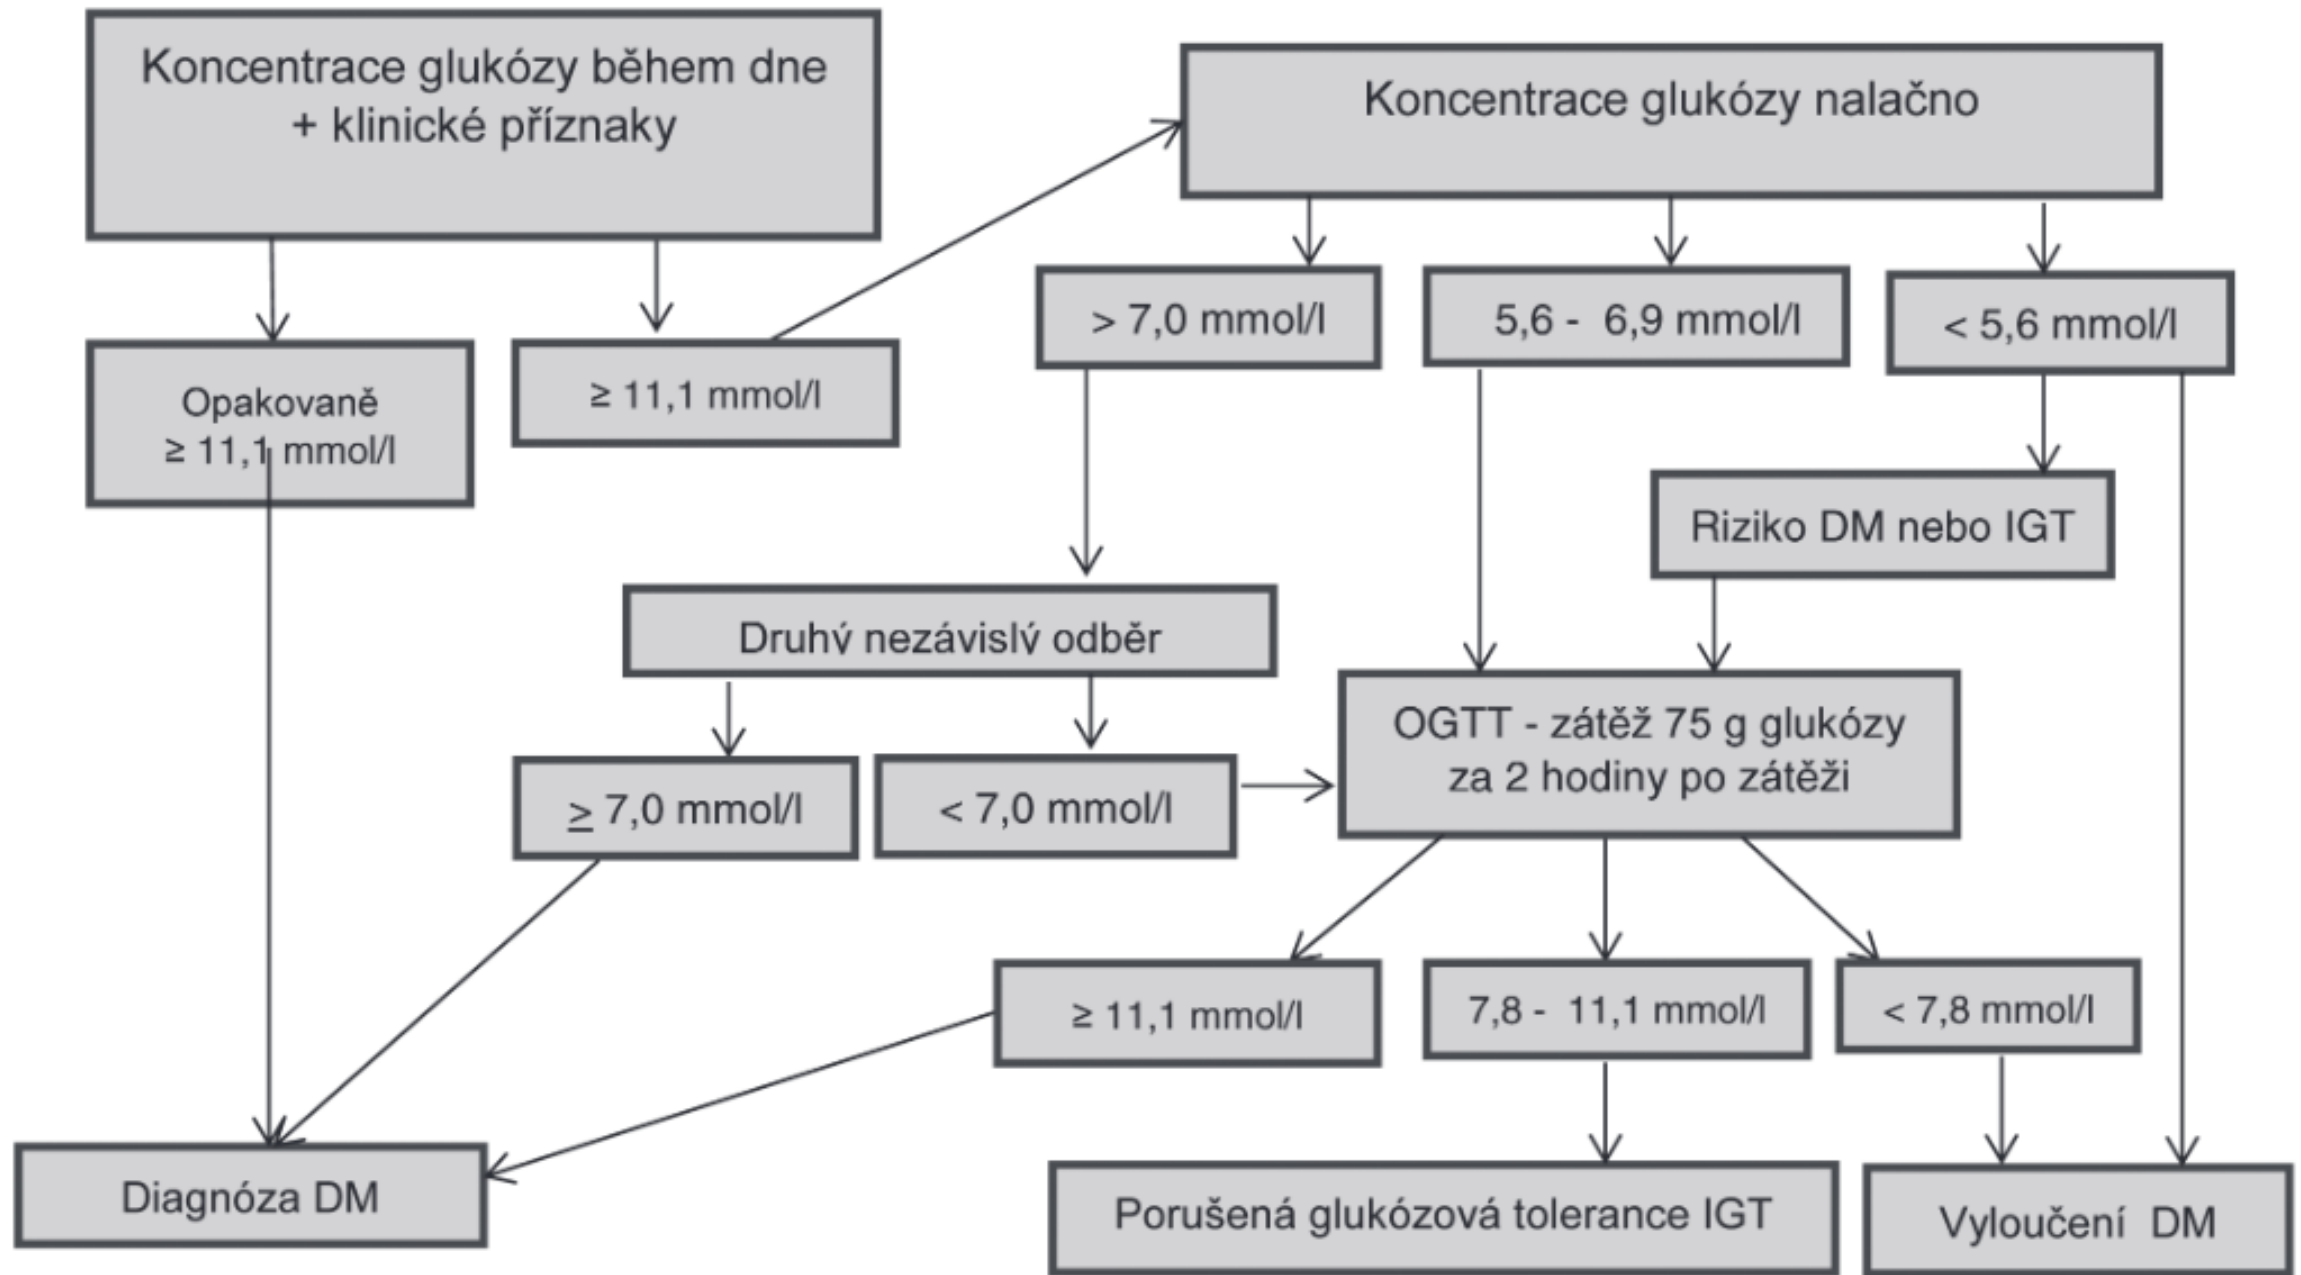 Koncentrace glukózy během dne
+ klinické příznaky
Koncentrace glukózy nalačno
> 7,0 mmol/l
5,6 - 6,9 mmol/l
< 5,6 mmol/l
Opakovaně
≥ 11,1 mmol/l
≥ 11,1 mmol/l
Riziko DM nebo IGT
Druhý nezávislý odběr
OGTT - zátěž 75 g glukózy
za 2 hodiny po zátěži
≥ 7,0 mmol/l
< 7,0 mmol/l
≥ 11,1 mmol/l
7,8 - 11,1 mmol/l
< 7,8 mmol/l
Diagnóza DM
Porušená glukózová tolerance IGT
Vyloučení DM